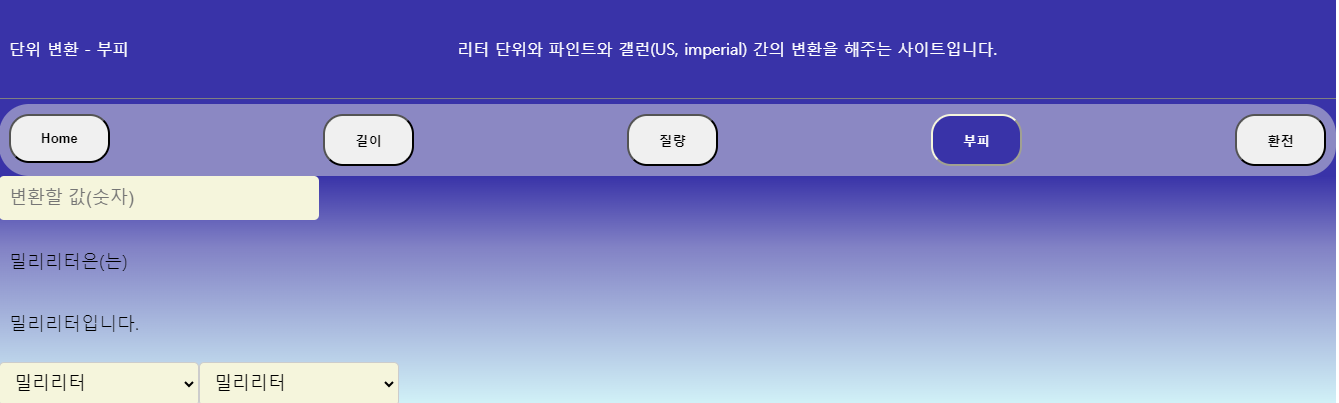 단위 변환 - 부피
리터 단위와 파인트와 갤런(US, imperial) 간의 변환을 해주는 사이트입니다.
Home 길이 질량 부피 환전
변환할 값(숫자)
밀리리터은(는)
밀리리터입니다.
밀리리터 밀리리터